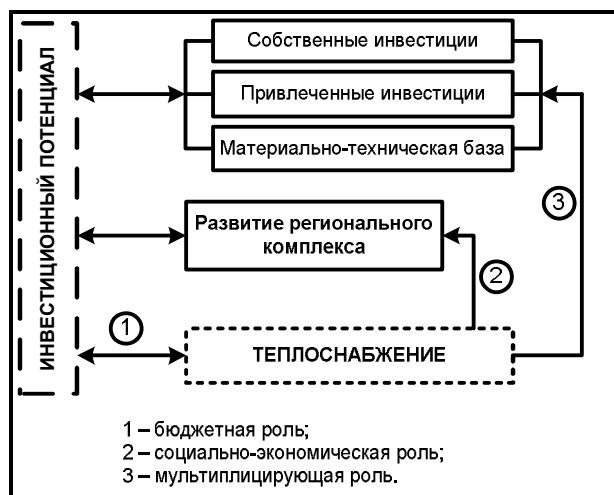 ИНВЕСТИЦИОННЫЙ ПОТЕНЦИАЛ
Собственные инвестиции
Привлеченные инвестиции
Материально-техническая база
3
Развитие регионального
комплекса
2
1
ТЕПЛОСНАБЖЕНИЕ
1 – бюджетная роль;
2 – социально-экономическая роль;
3 – мультиплицирующая роль.